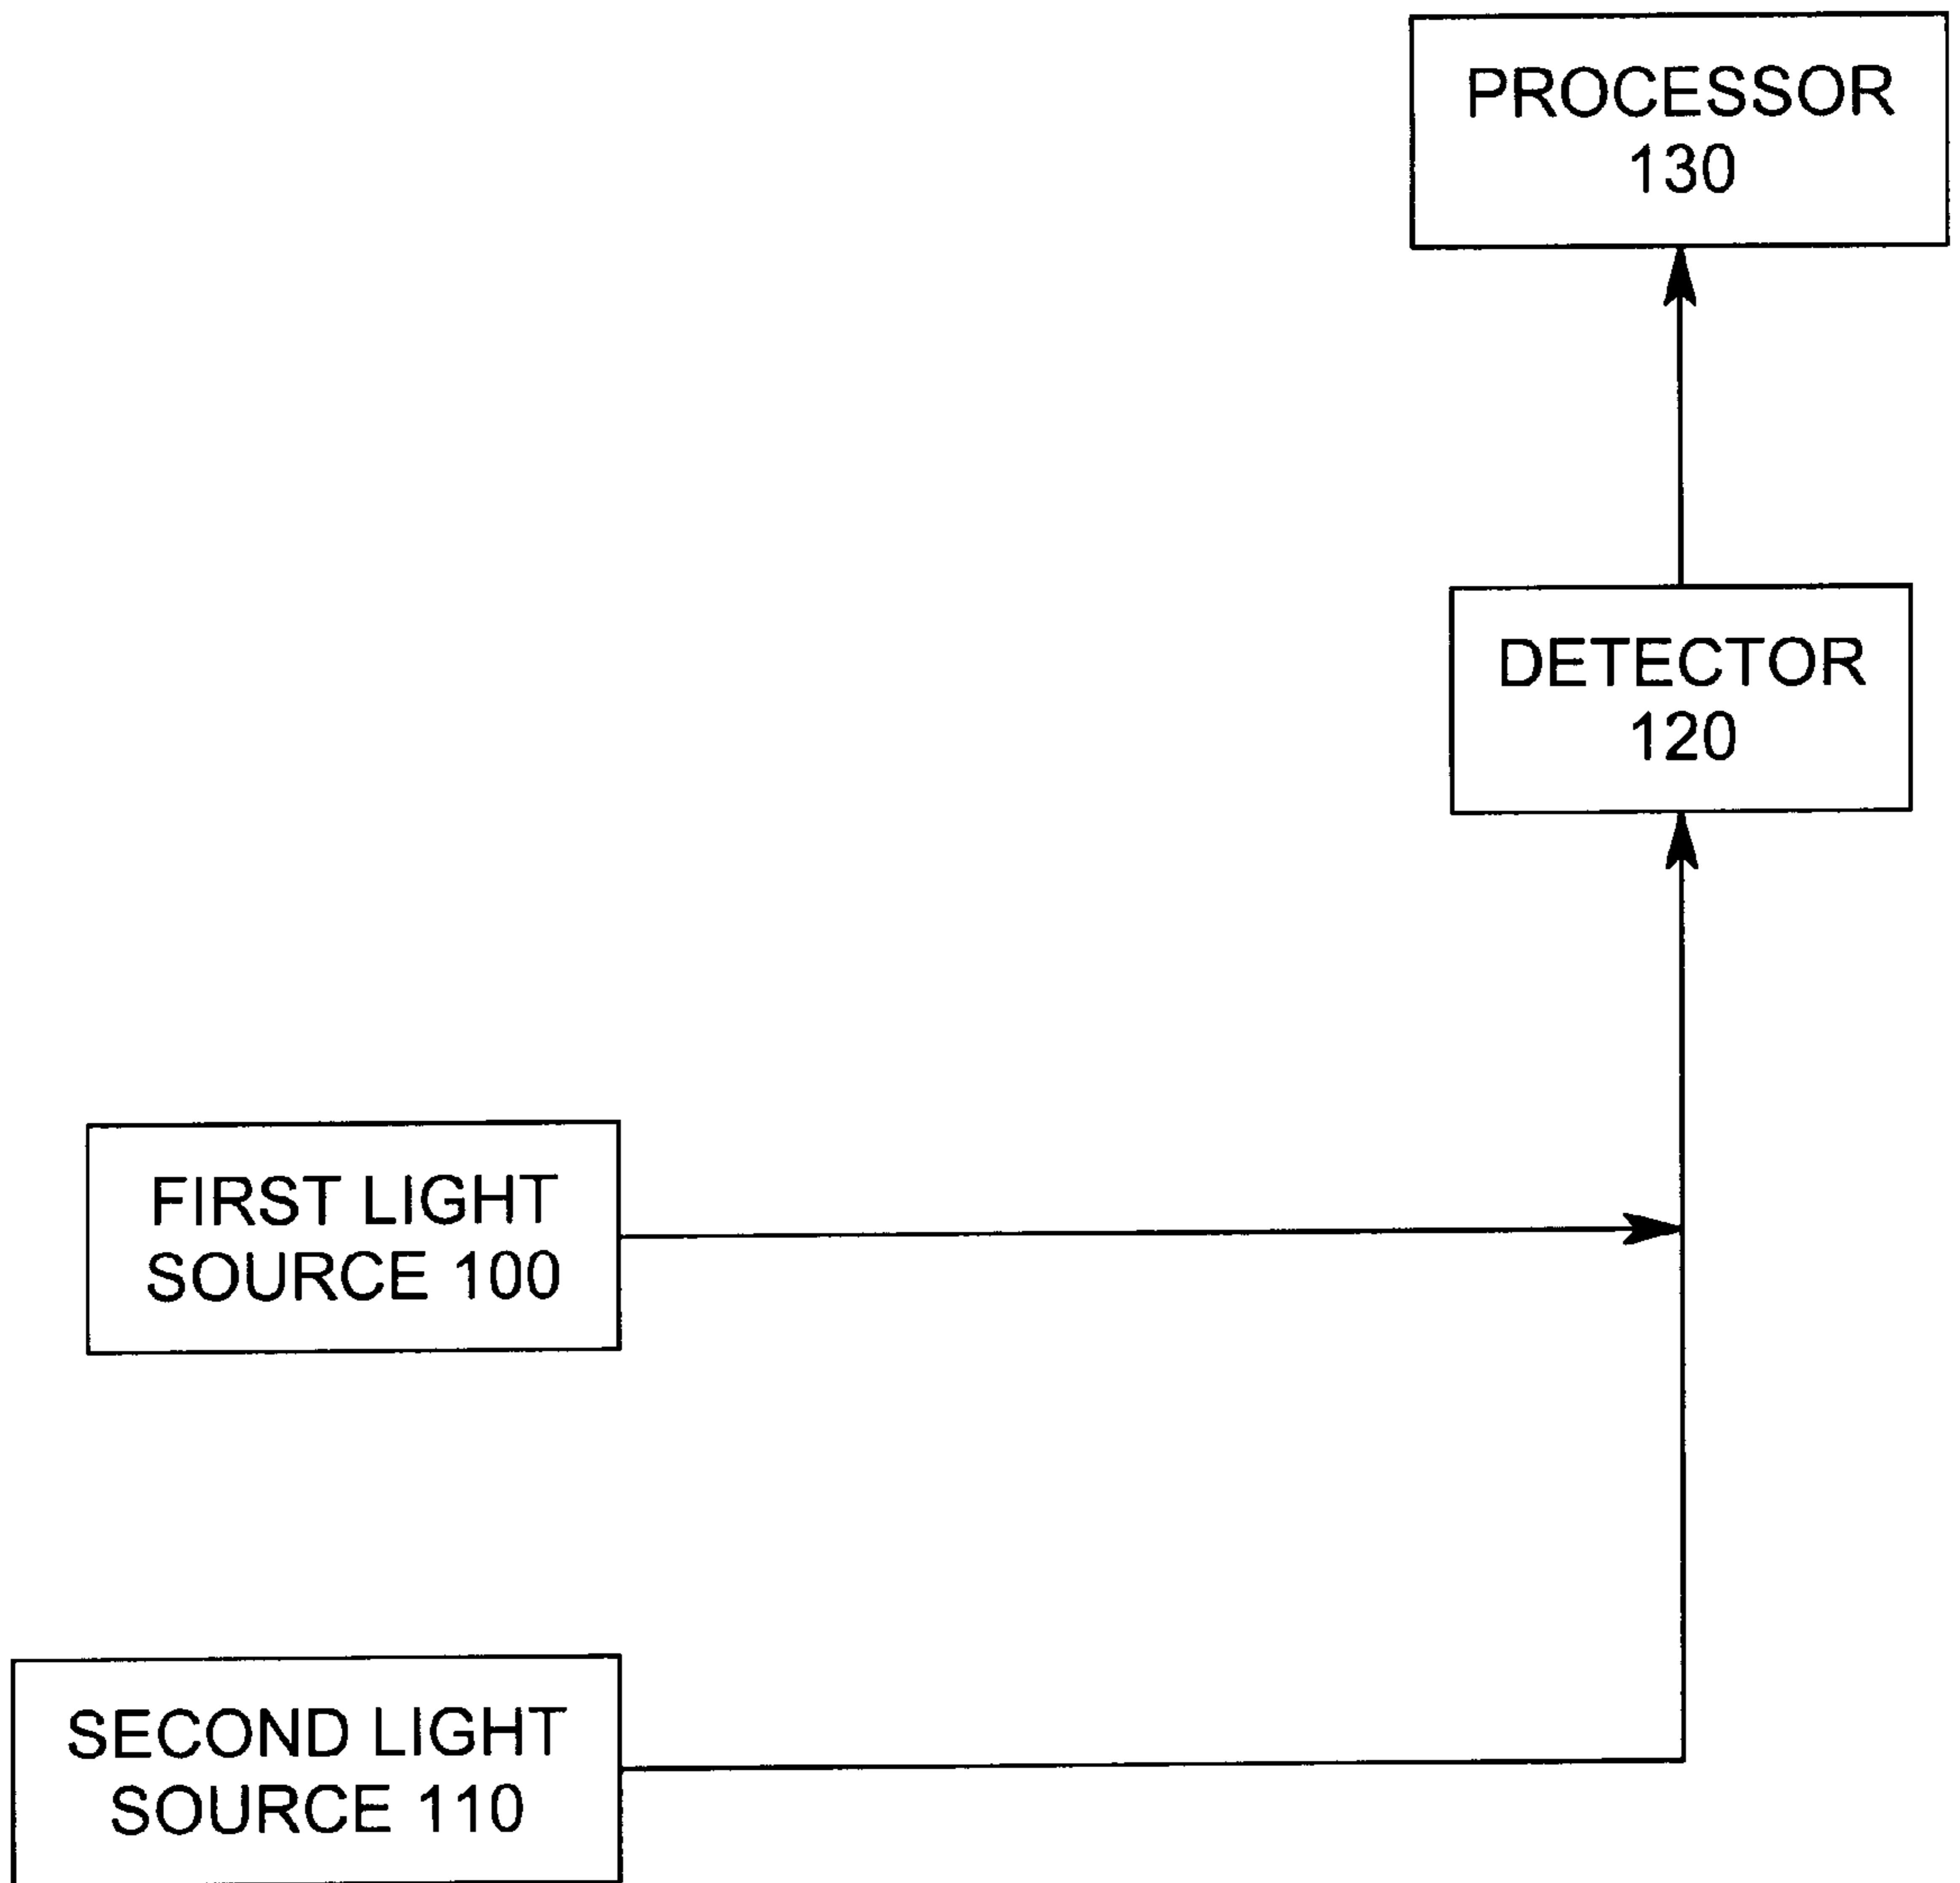 PROCESSOR
130
DETECTOR
120
FIRST LIGHT
SOURCE 100
SECOND LIGHT
SOURCE 110